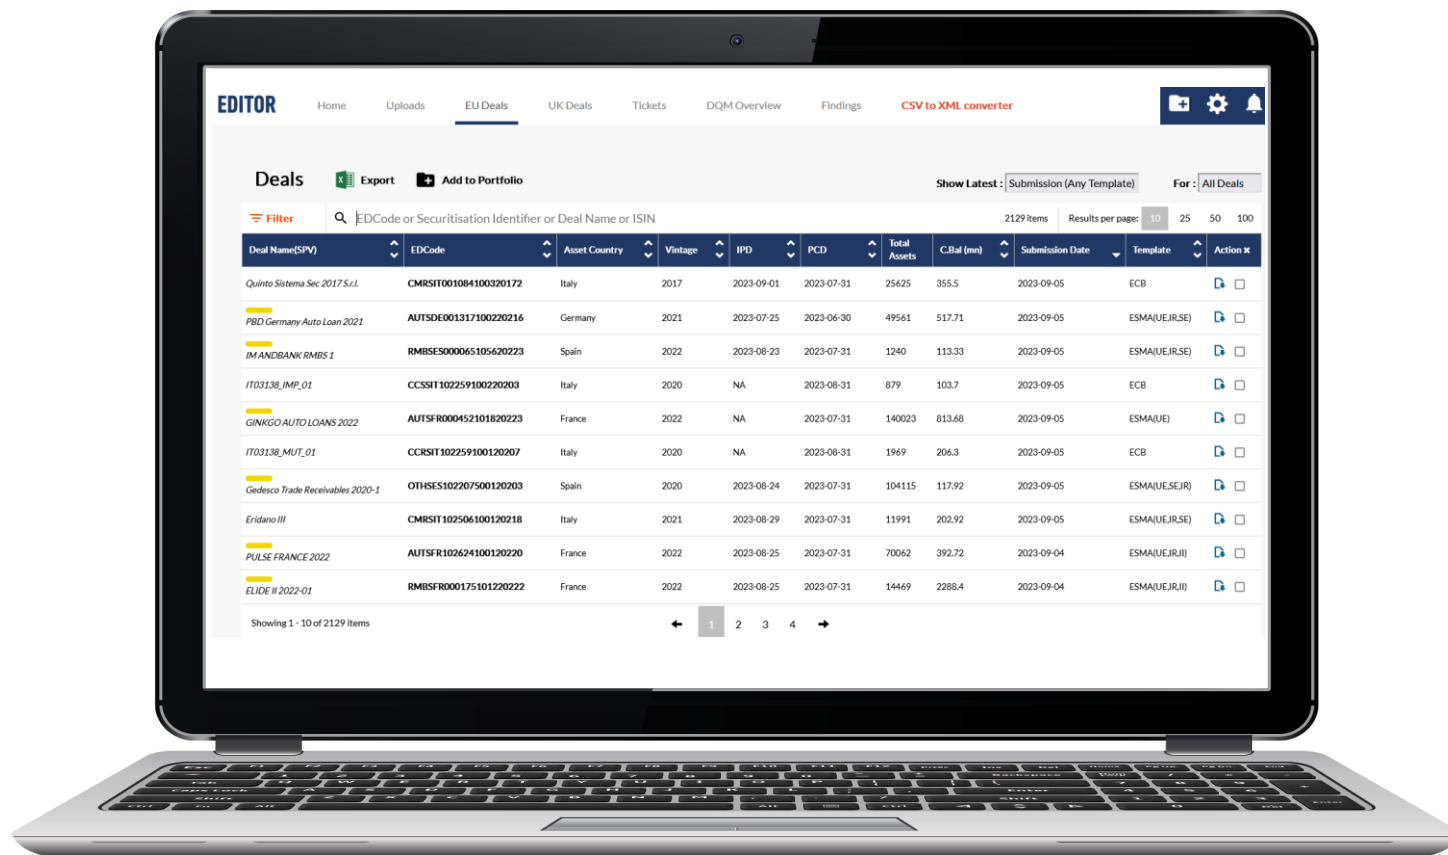 EDITOR Home Uploads EU Deals UK Deals Tickets DQM Overview Findings CSV to XML converter
Deals Export Add to Portfolio Show Latest : Submission (Any Template) For : All Deals
Filter EDCode or Securitisation Identifier or Deal Name or ISIN 2129 items Results per page: 10 25 50 100
Deal Name(SPV) EDCode Asset Country Vintage IPD PCD Total Assets C.Bal (mn) Submission Date Template Action x
Quinto Sistema Sec 2017 S.r.l. CMRSIT001084100320172 Italy 2017 2023-09-01 2023-07-31 25625 355.5 2023-09-05 ECB
PBD Germany Auto Loan 2021 AUTSDE001317100220216 Germany 2021 2023-07-25 2023-06-30 49561 517.71 2023-09-05 ESMA(UE,IR,SE)
IM ANDBANK RMBS 1 RMBSES000065105620223 Spain 2022 2023-08-23 2023-07-31 1240 113.33 2023-09-05 ESMA(UE,IR,SE)
IT03138_IMP_01 CCSSIT102259100220203 Italy 2020 NA 2023-08-31 879 103.7 2023-09-05 ECB
GINKGO AUTO LOANS 2022 AUTSFR000452101820223 France 2022 NA 2023-07-31 140023 813.68 2023-09-05 ESMA(UE)
IT03138_MUT_01 CCRSIT102259100120207 Italy 2020 NA 2023-08-31 1969 206.3 2023-09-05 ECB
Gedesco Trade Receivables 2020-1 OTHSES102207500120203 Spain 2020 2023-08-24 2023-07-31 104115 117.92 2023-09-05 ESMA(UE,SE,IR)
Eridano III CMRSIT102506100120218 Italy 2021 2023-08-29 2023-07-31 11991 202.92 2023-09-05 ESMA(UE,IR,SE)
PULSE FRANCE 2022 AUTSFR102624100120220 France 2022 2023-08-25 2023-07-31 70062 392.72 2023-09-04 ESMA(UE,IR,II)
ELIDE II 2022-01 RMBSFR000175101220222 France 2022 2023-08-25 2023-07-31 14469 2288.4 2023-09-04 ESMA(UE,IR,II)
Showing 1 - 10 of 2129 items 1 2 3 4